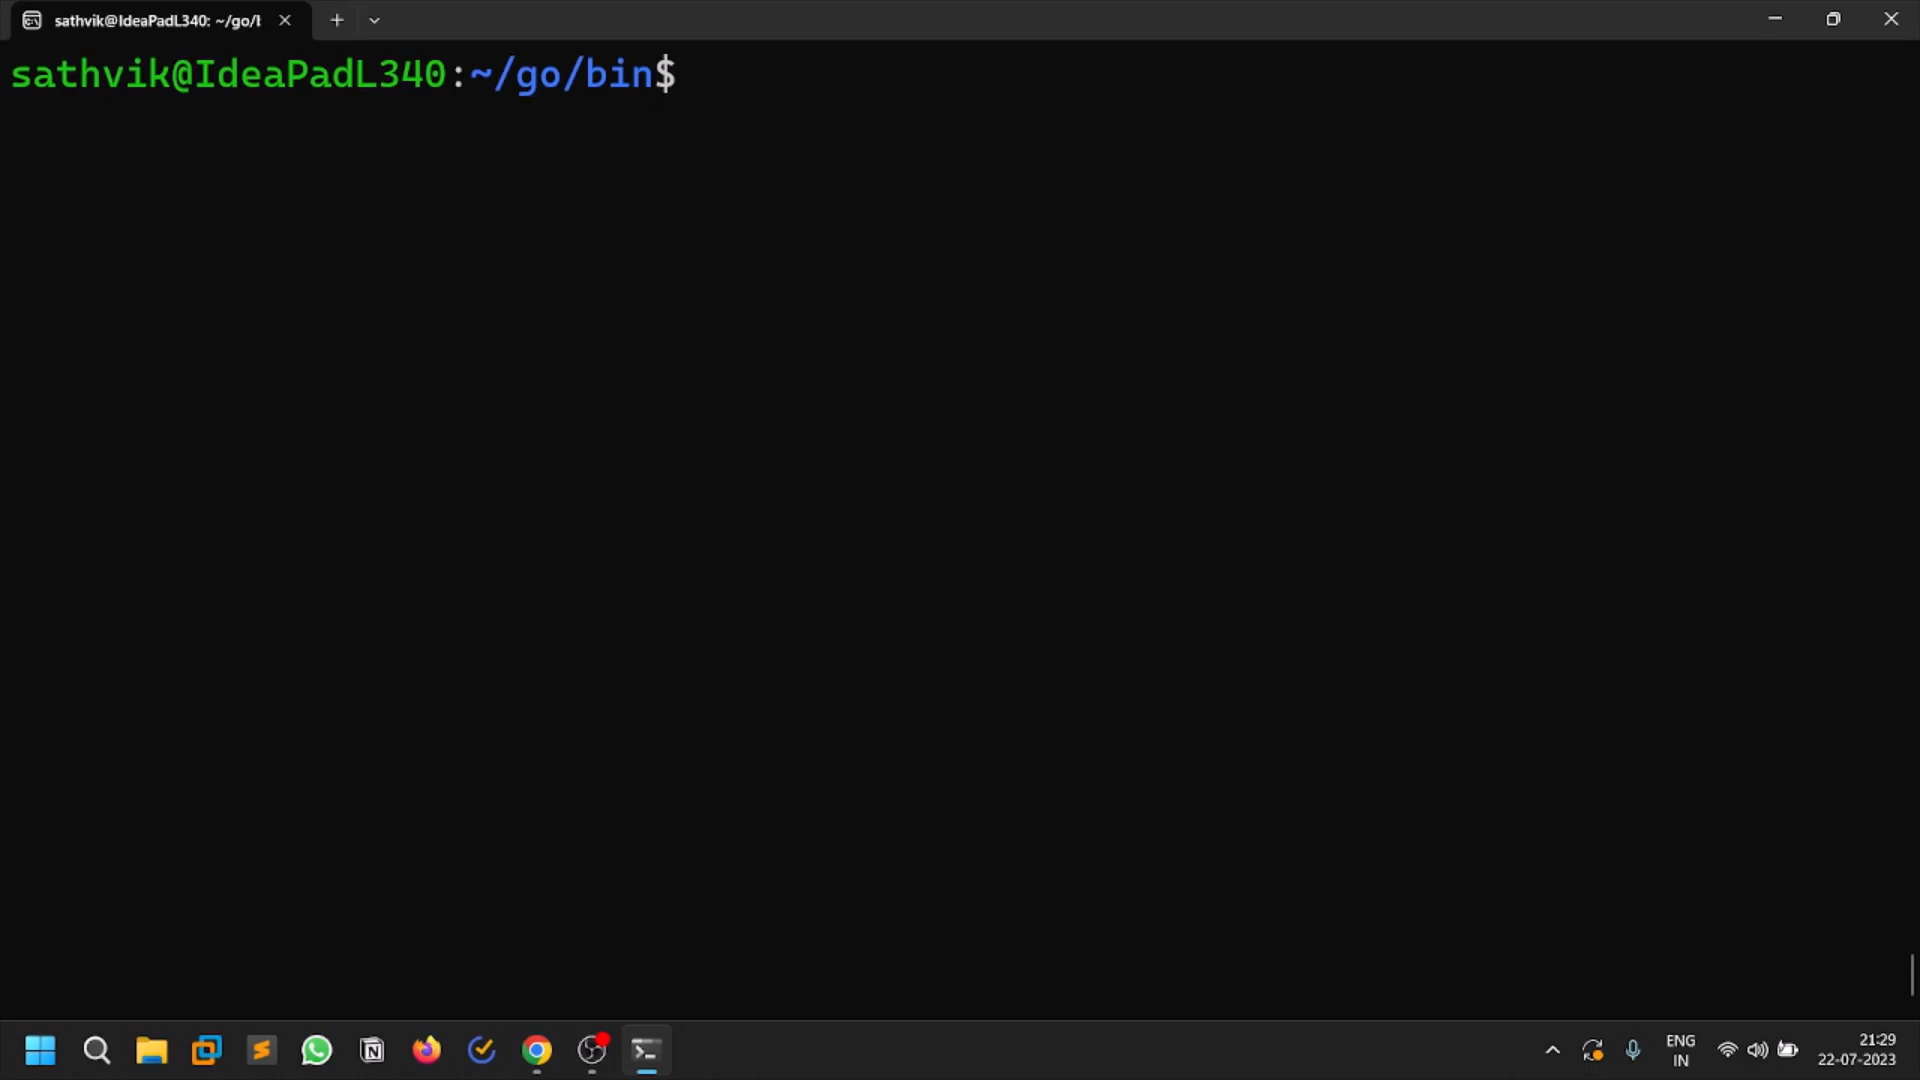 sathvik@IdeaPadL340: ~/go/b
sathvik@IdeaPadL340:~/go/bin$
ENG
IN
21:29
22-07-2023